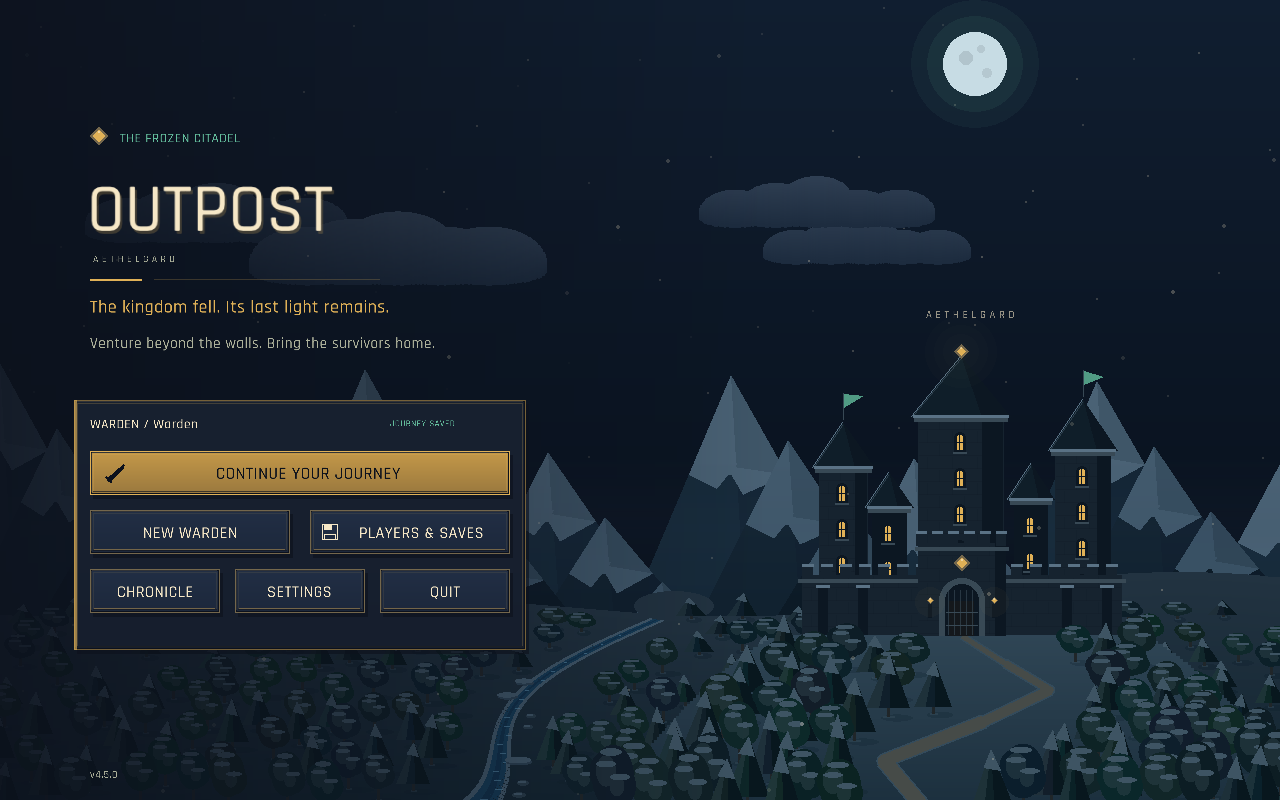 THE FROZEN CITADEL
OUTPOST
AETHELGARD
The kingdom fell. Its last light remains.
Venture beyond the walls. Bring the survivors home.
AETHELGARD
WARDEN / Warden
JOURNEY SAVED
CONTINUE YOUR JOURNEY
NEW WARDEN
PLAYERS & SAVES
CHRONICLE
SETTINGS
QUIT
v4.5.0